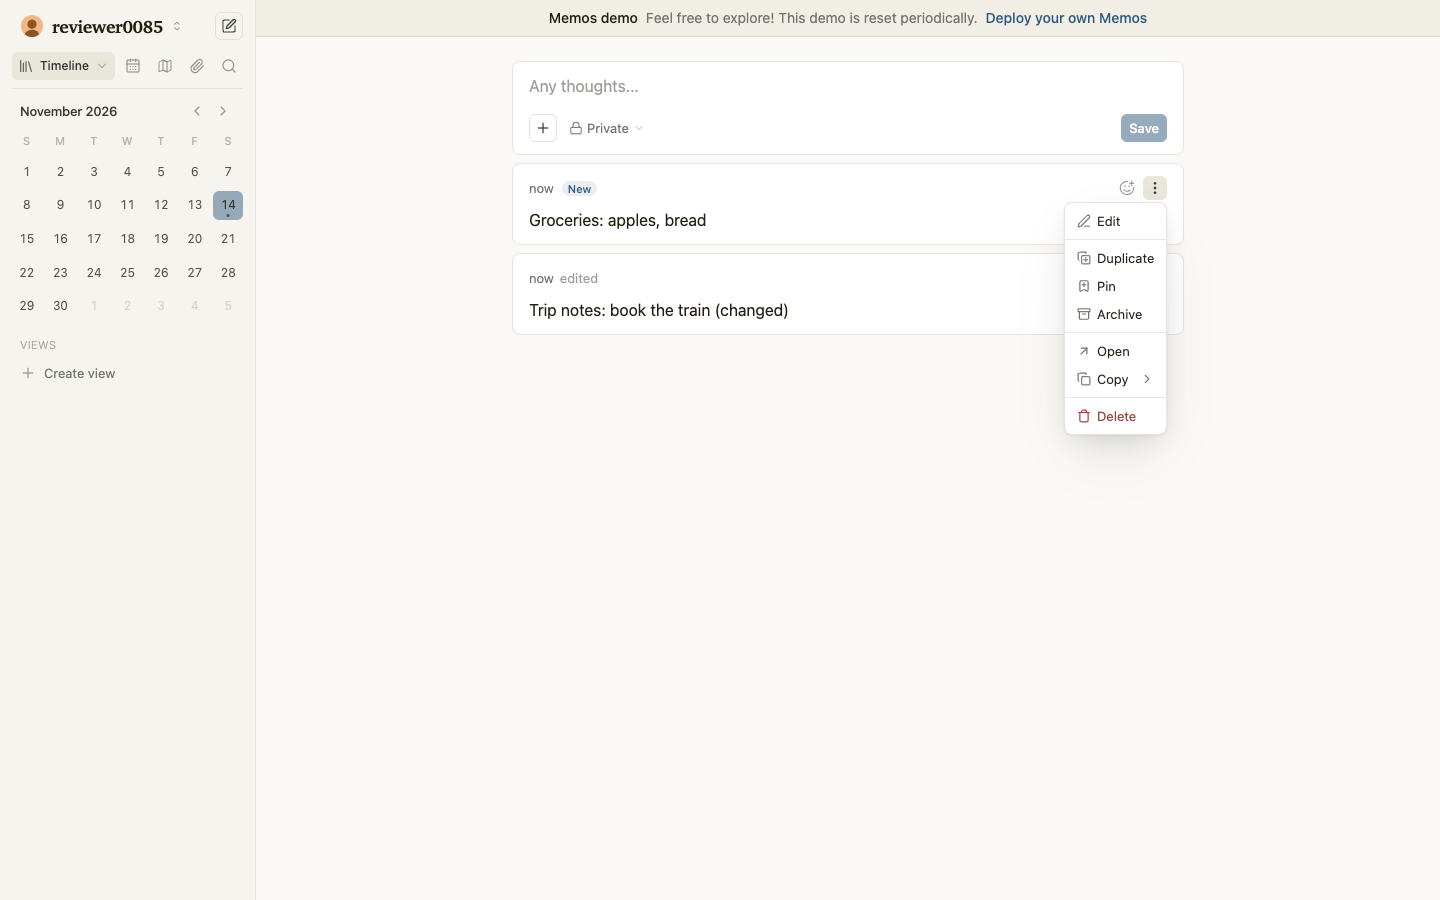 reviewer0085
Timeline
November 2026
S M T W T F S
1 2 3 4 5 6 7
8 9 10 11 12 13 14
15 16 17 18 19 20 21
22 23 24 25 26 27 28
29 30 1 2 3 4 5
VIEWS
Create view
Memos demo Feel free to explore! This demo is reset periodically. Deploy your own Memos
Any thoughts...
Private
Save
now New
Groceries: apples, bread
now edited
Trip notes: book the train (changed)
Edit
Duplicate
Pin
Archive
Open
Copy
Delete